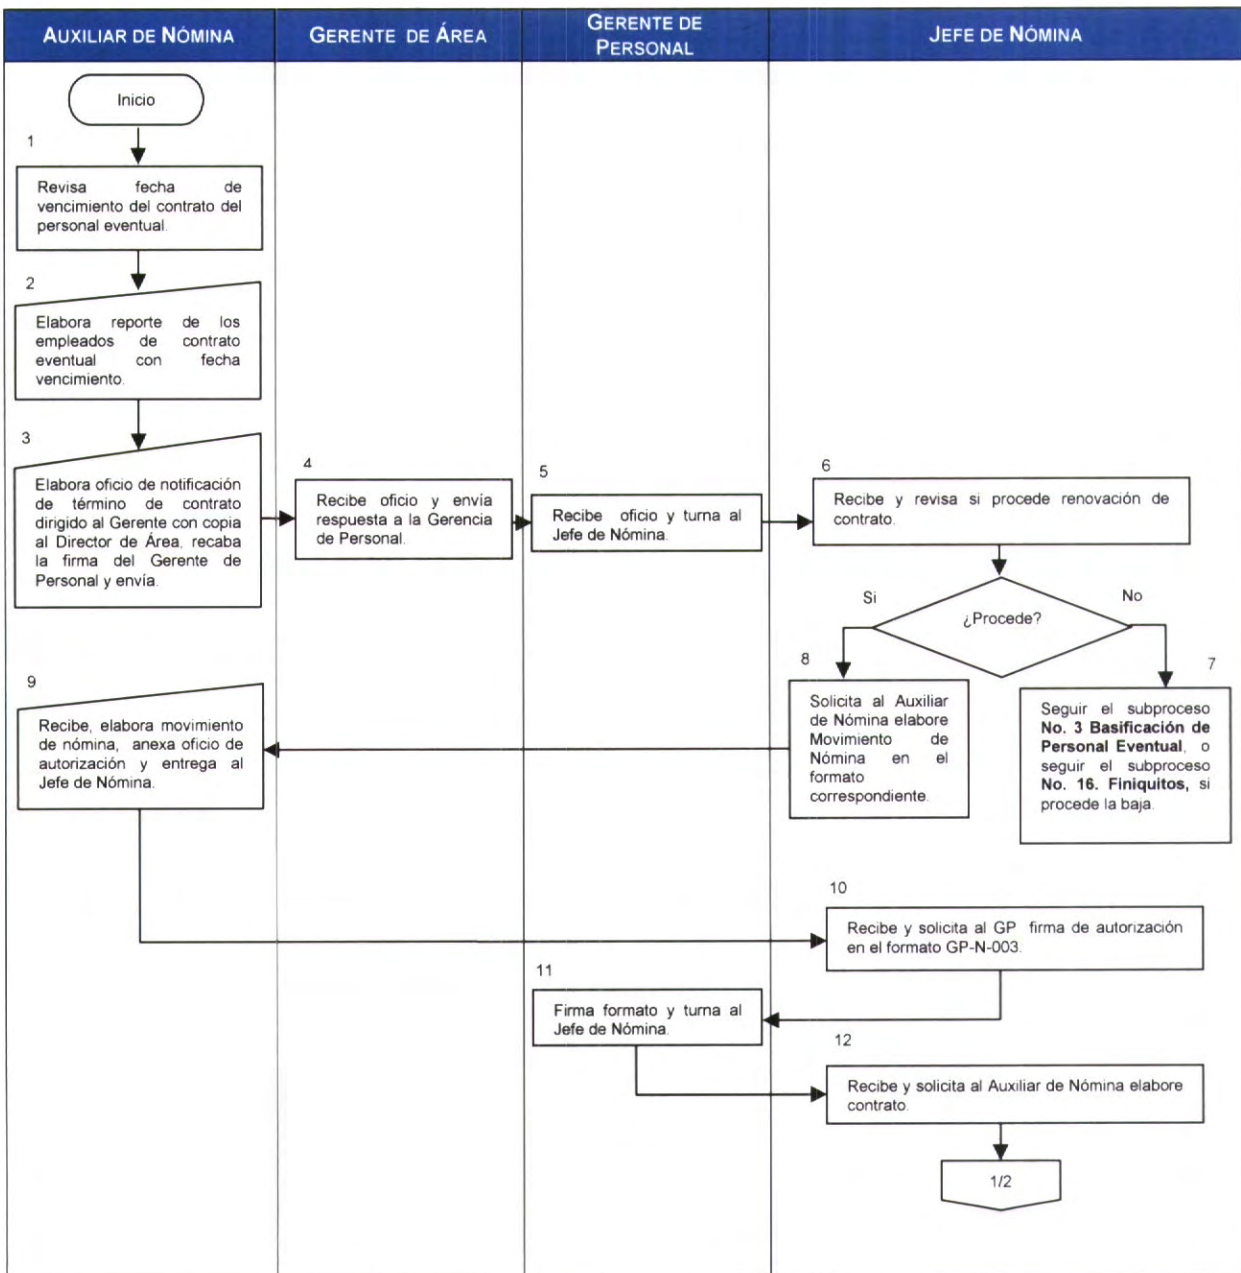 AUXILIAR DE NÓMINA
GERENTE DE ÁREA
GERENTE DE
PERSONAL
JEFE DE NÓMINA
Inicio
1
Revisa fecha de
vencimiento del contrato del
personal eventual.
2
Elabora reporte de los
empleados de contrato
eventual con fecha
vencimiento.
3
Elabora oficio de notificación
de término de contrato
dirigido al Gerente con copia
al Director de Área, recaba
la firma del Gerente de
Personal y envía.
4
Recibe oficio y envía
respuesta a la Gerencia
de Personal.
5
Recibe oficio y turna al
Jefe de Nómina.
6
Recibe y revisa si procede renovación de
contrato.
¿Procede?
Si
No
7
Seguir el subproceso
No. 3 Basificación de
Personal Eventual, o
seguir el subproceso
No. 16. Finiquitos, si
procede la baja.
8
Solicita al Auxiliar
de Nómina elabore
Movimiento de
Nómina en el
formato
correspondiente.
9
Recibe, elabora movimiento
de nómina, anexa oficio de
autorización y entrega al
Jefe de Nómina.
10
Recibe y solicita al GP firma de autorización
en el formato GP-N-003.
11
Firma formato y turna al
Jefe de Nómina.
12
Recibe y solicita al Auxiliar de Nómina elabore
contrato.
1/2